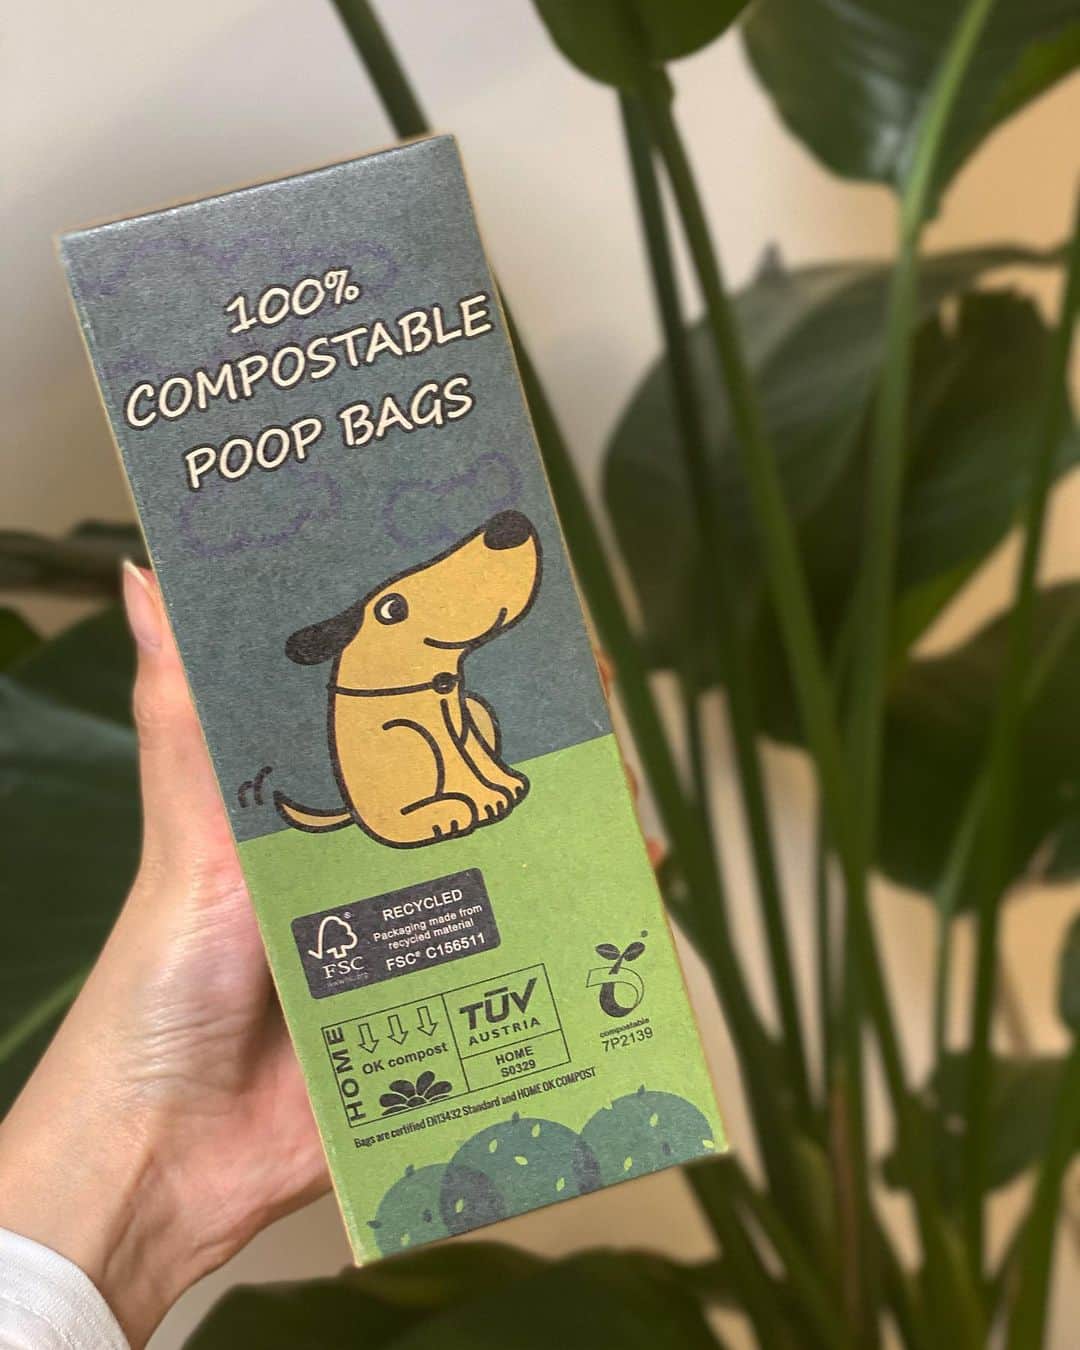 100%
COMPOSTABLE
POOP BAGS
FSC®
RECYCLED
Packaging made from
recycled material
FSC® C156511
HOME
OK compost
TÜV
AUSTRIA
HOME
S0329
compostable
7P2139
Bags are certified EN13432 Standard and HOME OK COMPOST